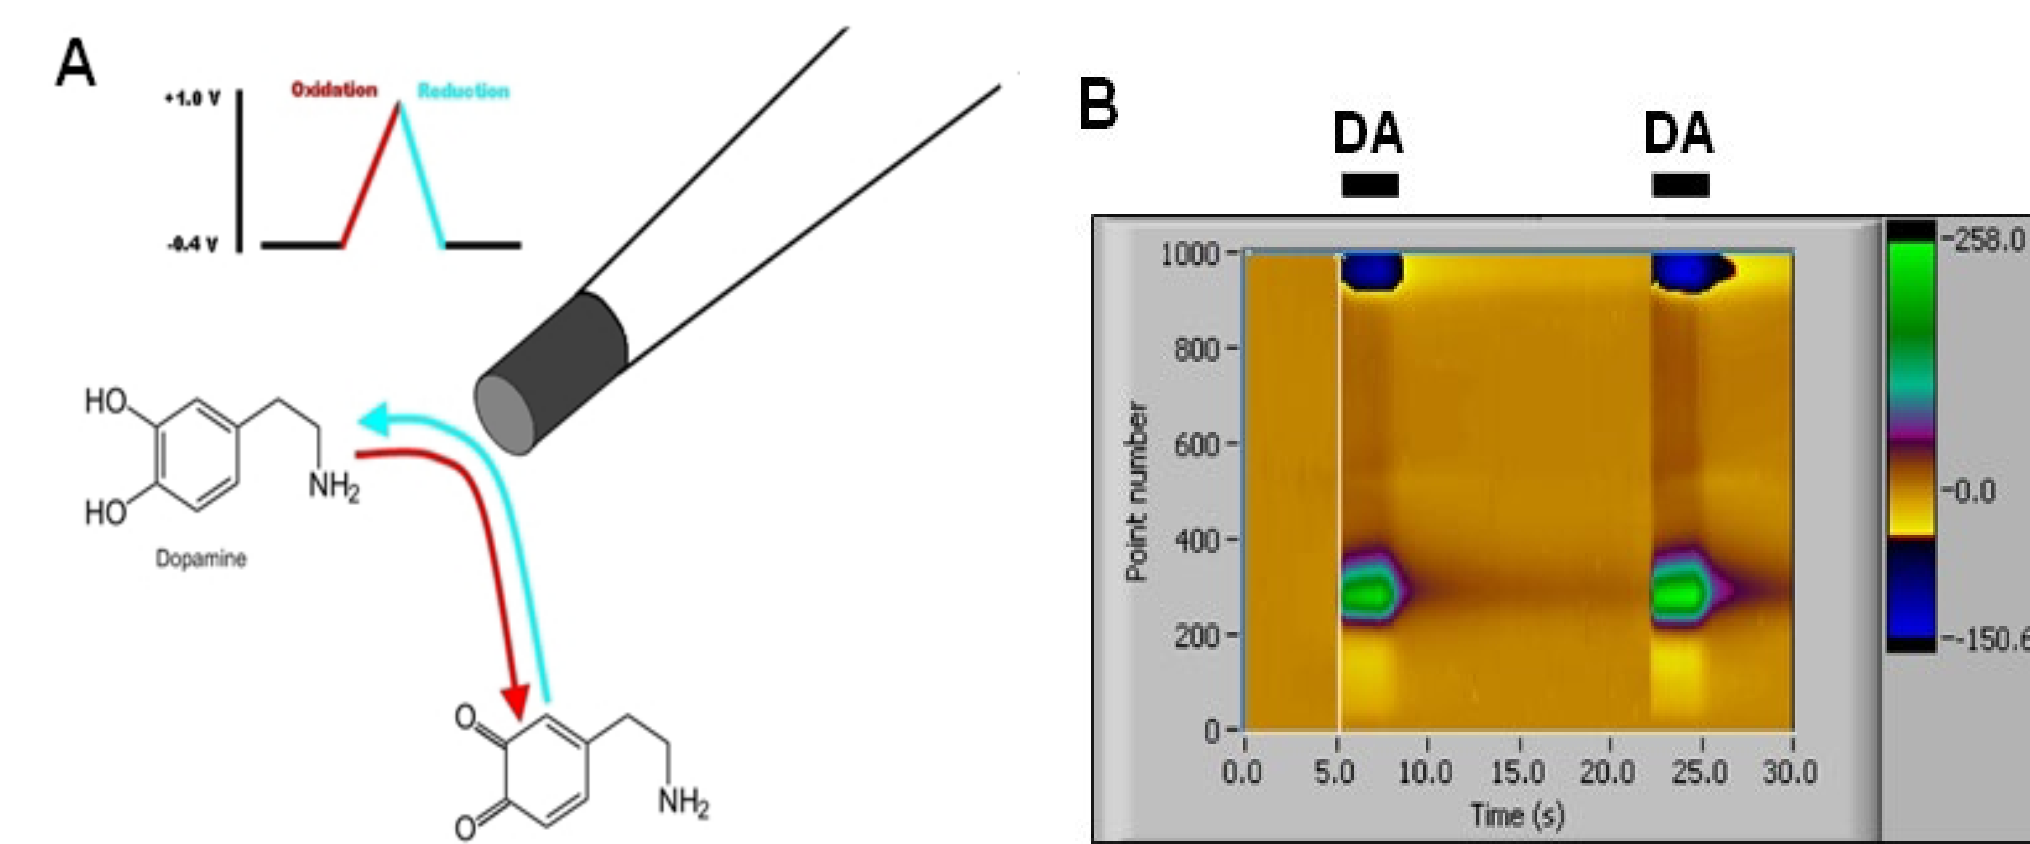 A
+1.0 V
Oxidation Reduction
-0.4 V
HO
HO
NH2
Dopamine
O
O
NH2
B
DA DA
1000
800
600
400
200
0
Point number
0.0 5.0 10.0 15.0 20.0 25.0 30.0
Time (s)
258.0
0.0
-150.6